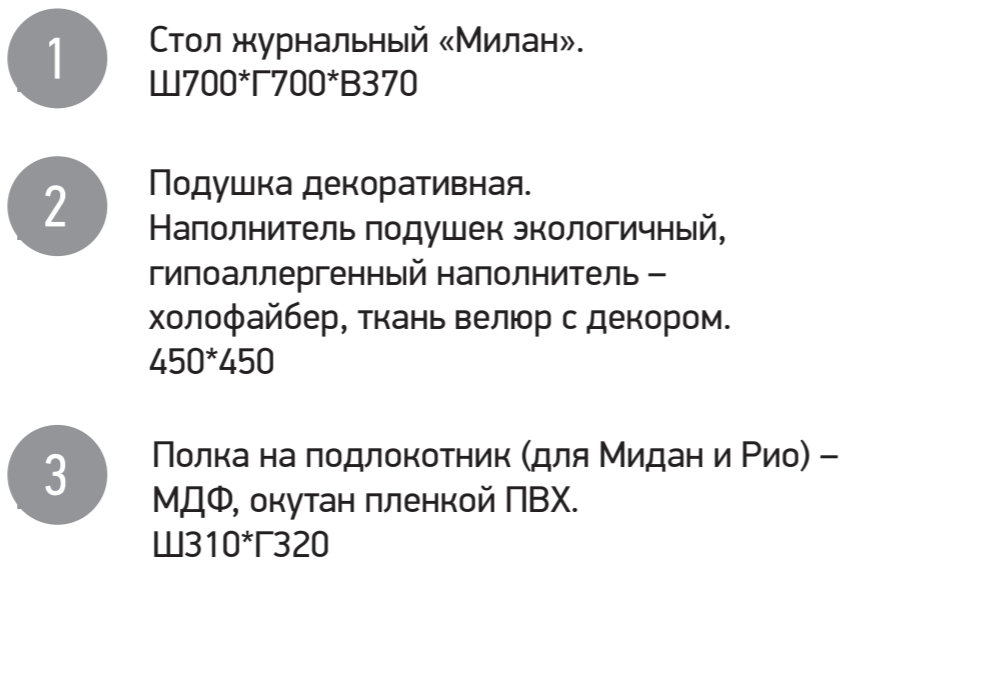 1
Стол журнальный «Милан».
Ш700*Г700*В370
2
Подушка декоративная.
Наполнитель подушек экологичный,
гипоаллергенный наполнитель –
холофайбер, ткань велюр с декором.
450*450
3
Полка на подлокотник (для Мидан и Рио) –
МДФ, окутан пленкой ПВХ.
Ш310*Г320